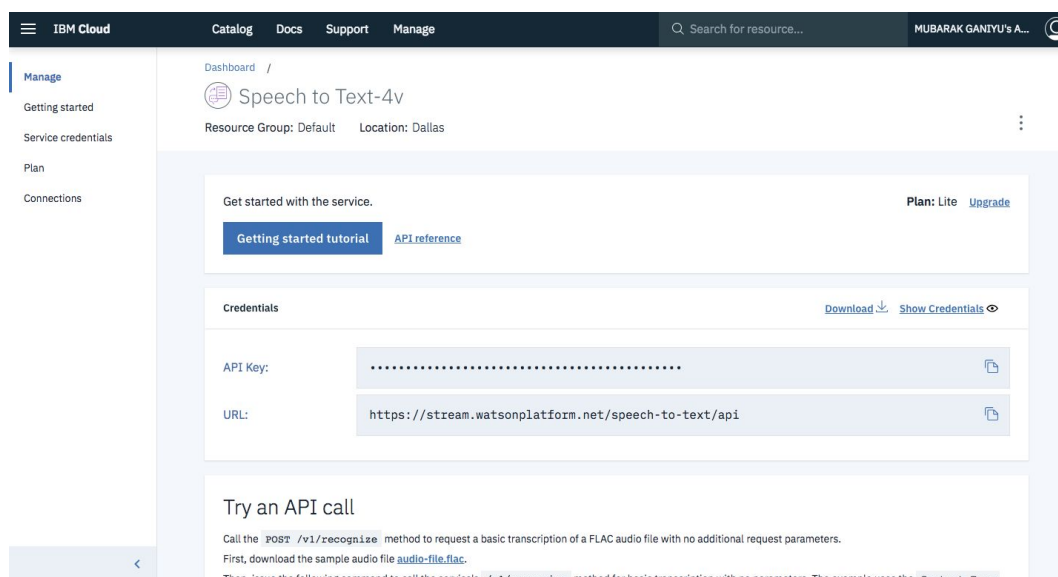 IBM Cloud Catalog Docs Support Manage Search for resource... MUBARAK GANIYU's A...
Manage
Getting started
Service credentials
Plan
Connections
Dashboard /
Speech to Text-4v
Resource Group: Default Location: Dallas
Get started with the service. Plan: Lite Upgrade
Getting started tutorial API reference
Credentials Download Show Credentials
API Key: ••••••••••••••••••••••••••••••••••••••••••••
URL: https://stream.watsonplatform.net/speech-to-text/api
Try an API call
Call the POST /v1/recognize method to request a basic transcription of a FLAC audio file with no additional request parameters.
First, download the sample audio file audio-file.flac.